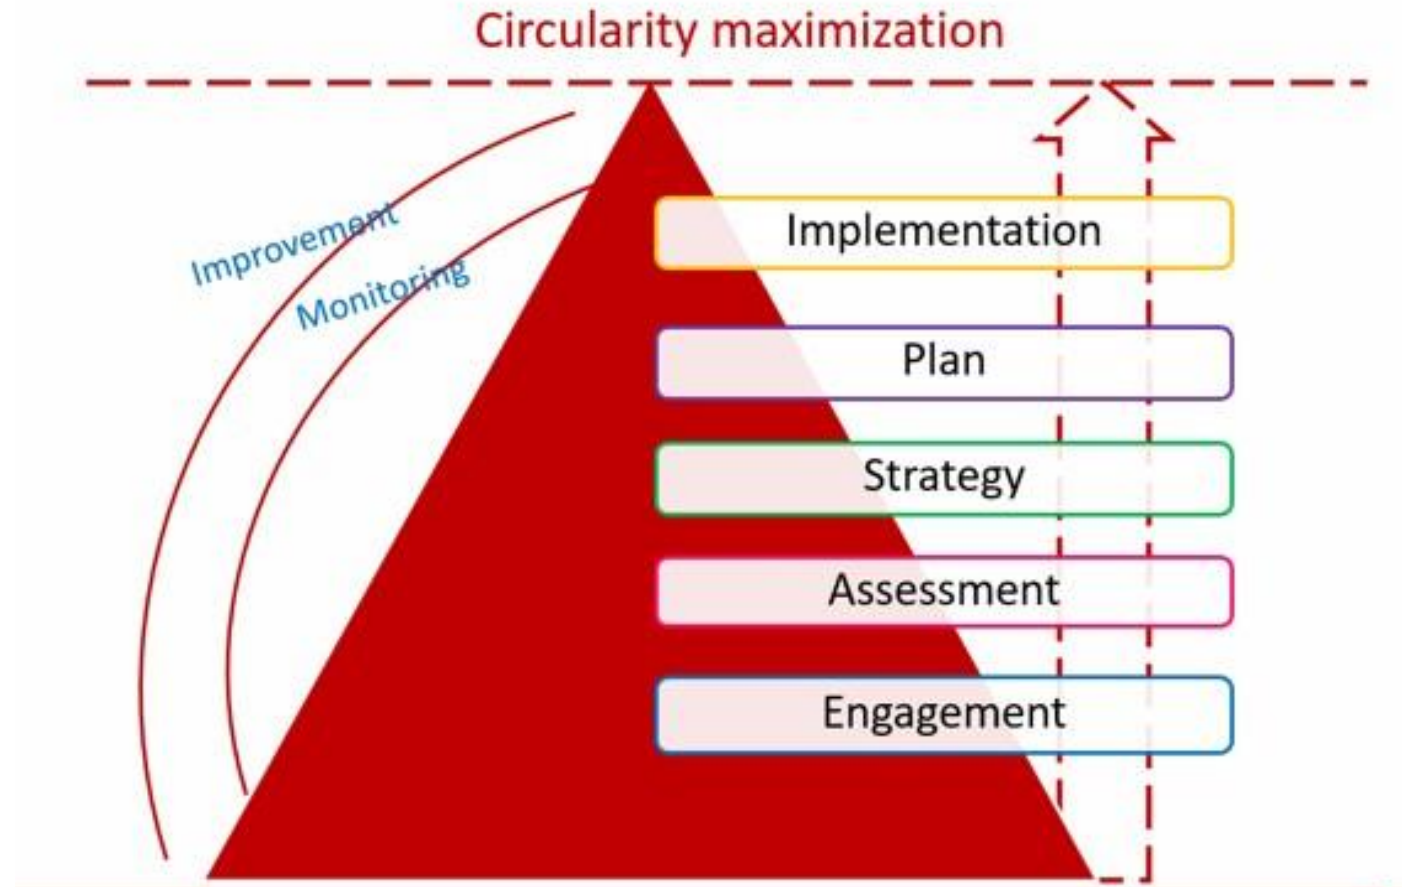 Circularity maximization
Improvement
Monitoring
Implementation
Plan
Strategy
Assessment
Engagement